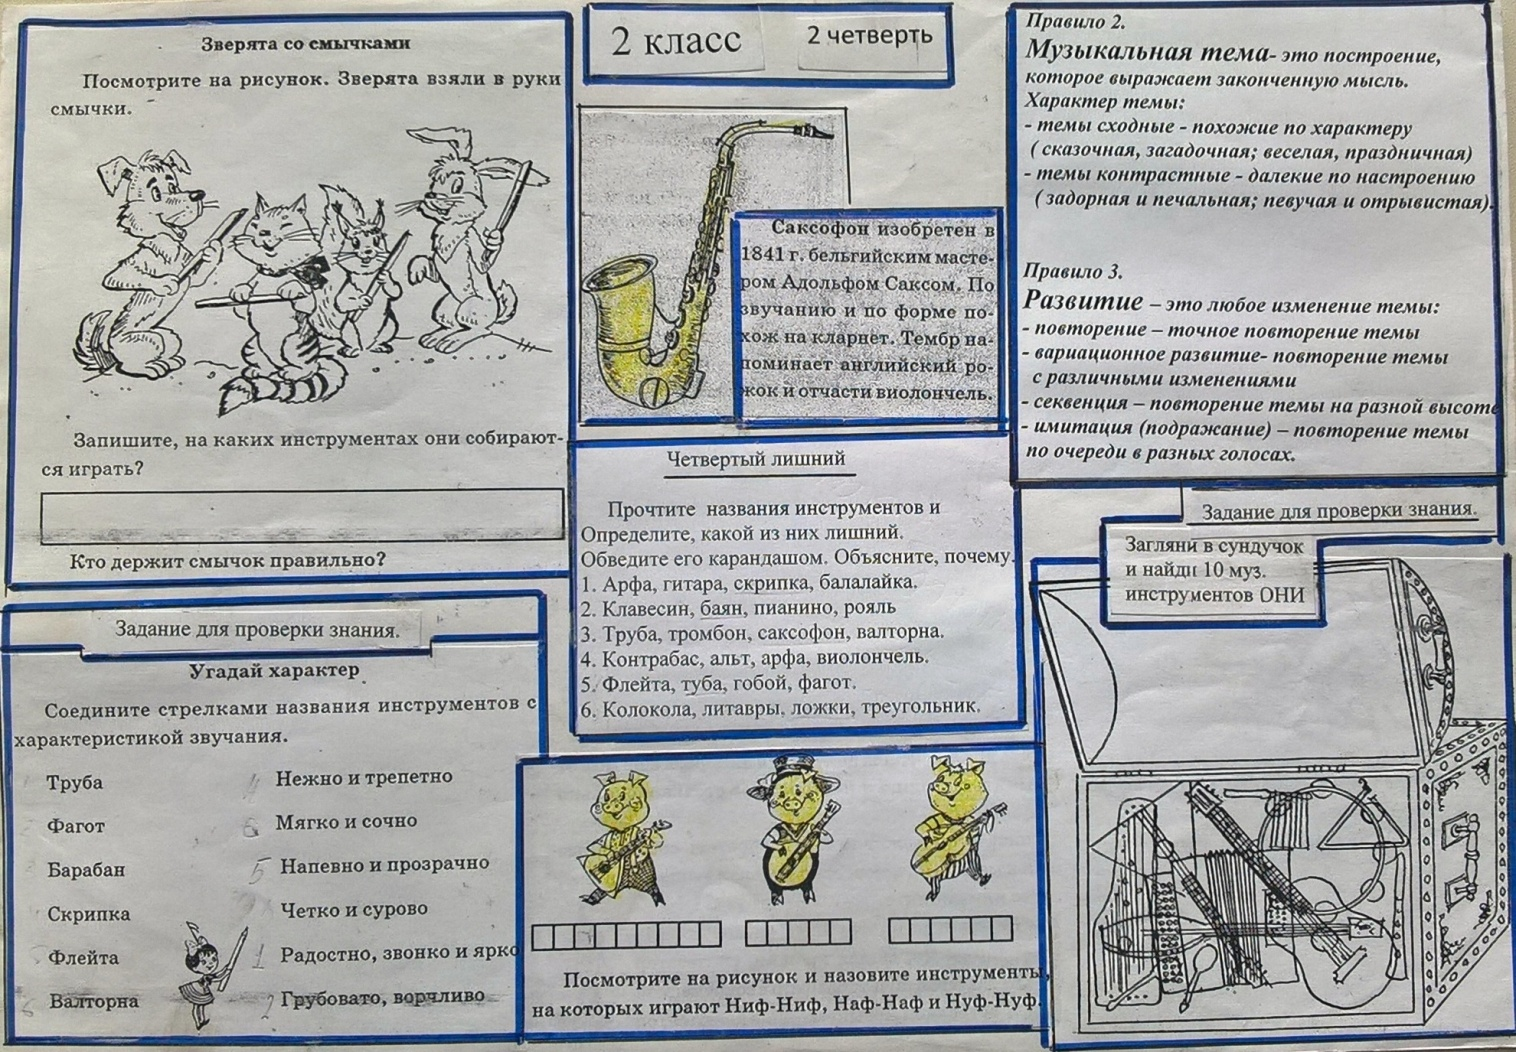 Зверята со смычками
Посмотрите на рисунок. Зверята взяли в руки
смычки.
Запишите, на каких инструментах они собирают-
ся играть?
Кто держит смычок правильно?
2 класс
2 четверть
Саксофон изобретен в
1841 г. бельгийским масте-
ром Адольфом Саксом. По
звучанию и по форме по-
хож на кларнет. Тембр на-
поминает английский ро-
жок и отчасти виолончель.
Правило 2.
Музыкальная тема- это построение,
которое выражает законченную мысль.
Характер темы:
- темы сходные - похожие по характеру
( сказочная, загадочная; веселая, праздничная)
- темы контрастные - далекие по настроению
( задорная и печальная; певучая и отрывистая).
Правило 3.
Развитие – это любое изменение темы:
- повторение – точное повторение темы
- вариационное развитие- повторение темы
с различными изменениями
- секвенция – повторение темы на разной высоте
- имитация (подражание) – повторение темы
по очереди в разных голосах.
Четвертый лишний
Прочтите названия инструментов и
Определите, какой из них лишний.
Обведите его карандашом. Объясните, почему.
1. Арфа, гитара, скрипка, балалайка.
2. Клавесин, баян, пианино, рояль
3. Труба, тромбон, саксофон, валторна.
4. Контрабас, альт, арфа, виолончель.
5. Флейта, туба, гобой, фагот.
6. Колокола, литавры, ложки, треугольник.
Задание для проверки знания.
Загляни в сундучок
и найди 10 муз.
инструментов ОНИ
Задание для проверки знания.
Угадай характер
Соедините стрелками названия инструментов с
характеристикой звучания.
Труба 4 Нежно и трепетно
Фагот 6 Мягко и сочно
Барабан 5 Напевно и прозрачно
Скрипка Четко и сурово
Флейта 1 Радостно, звонко и ярко
Валторна 2 Грубовато, ворчливо
Посмотрите на рисунок и назовите инструменты,
на которых играют Ниф-Ниф, Наф-Наф и Нуф-Нуф.